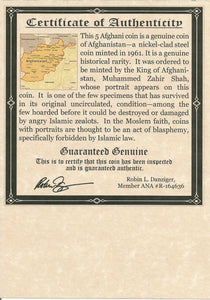 Certificate of Authenticity
This 5 Afghani coin is a genuine coin
of Afghanistan—a nickel-clad steel
coin minted in 1961. It is a genuine
historical rarity. It was ordered to
be minted by the King of Afghani-
stan, Muhammed Zahir Shah,
whose portrait appears on this
coin. It is one of the few specimens that has survived
in its original uncirculated, condition—among the
few hoarded before it could be destroyed or damaged
by angry Islamic zealots. In the Moslem faith, coins
with portraits are thought to be an act of blasphemy,
specifically forbidden by Islamic law.
Guaranteed Genuine
This is to certify that this coin has been inspected
and is guaranteed authentic.
Robin L. Danziger,
Member ANA #R-164636